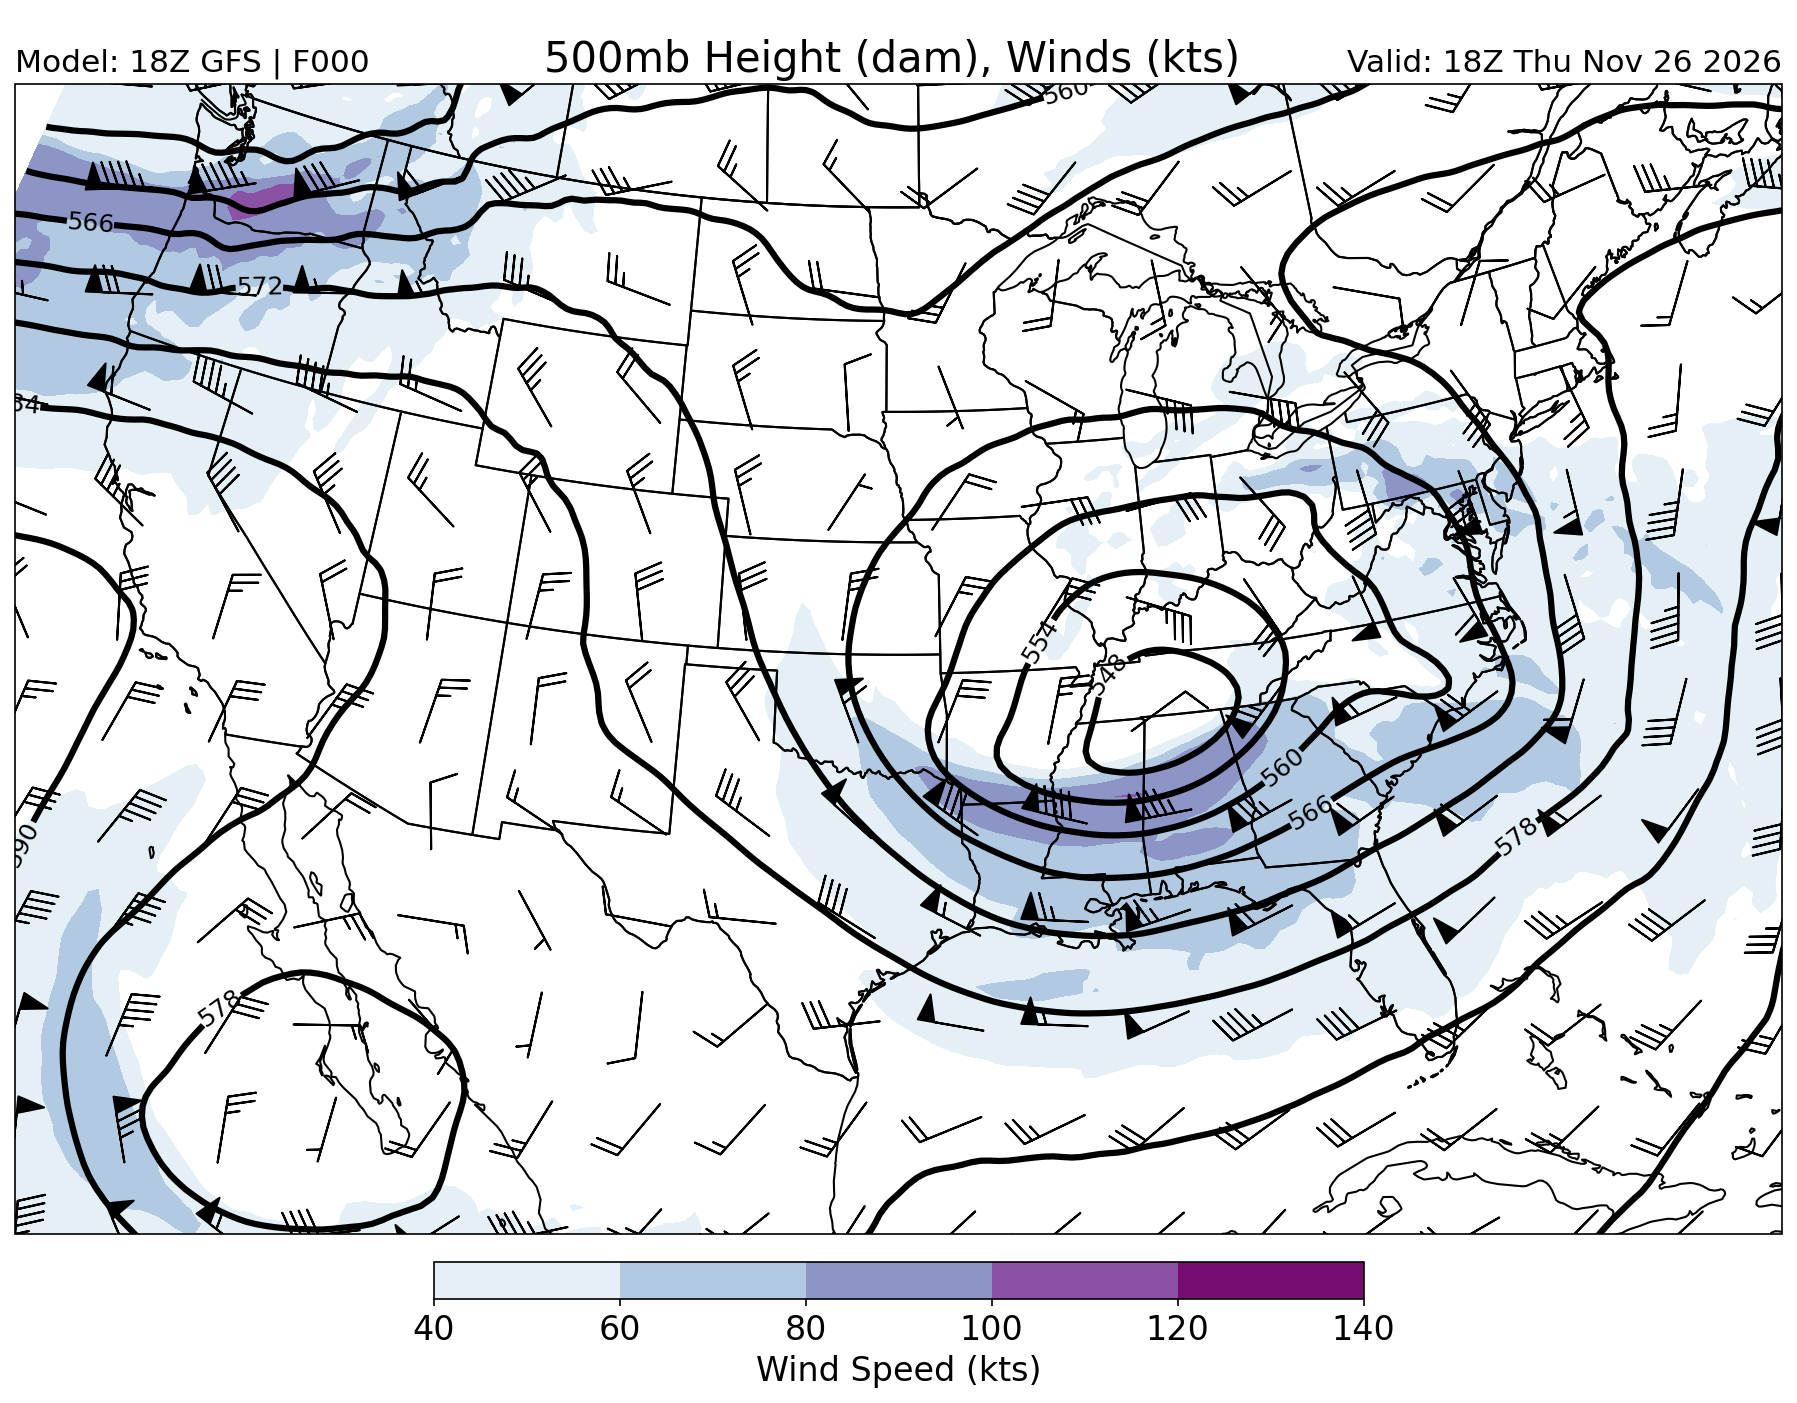 Model: 18Z GFS | F000
500mb Height (dam), Winds (kts)
Valid: 18Z Thu Nov 26 2026
560
566
572
554
548
560
566
578
578
40 60 80 100 120 140
Wind Speed (kts)